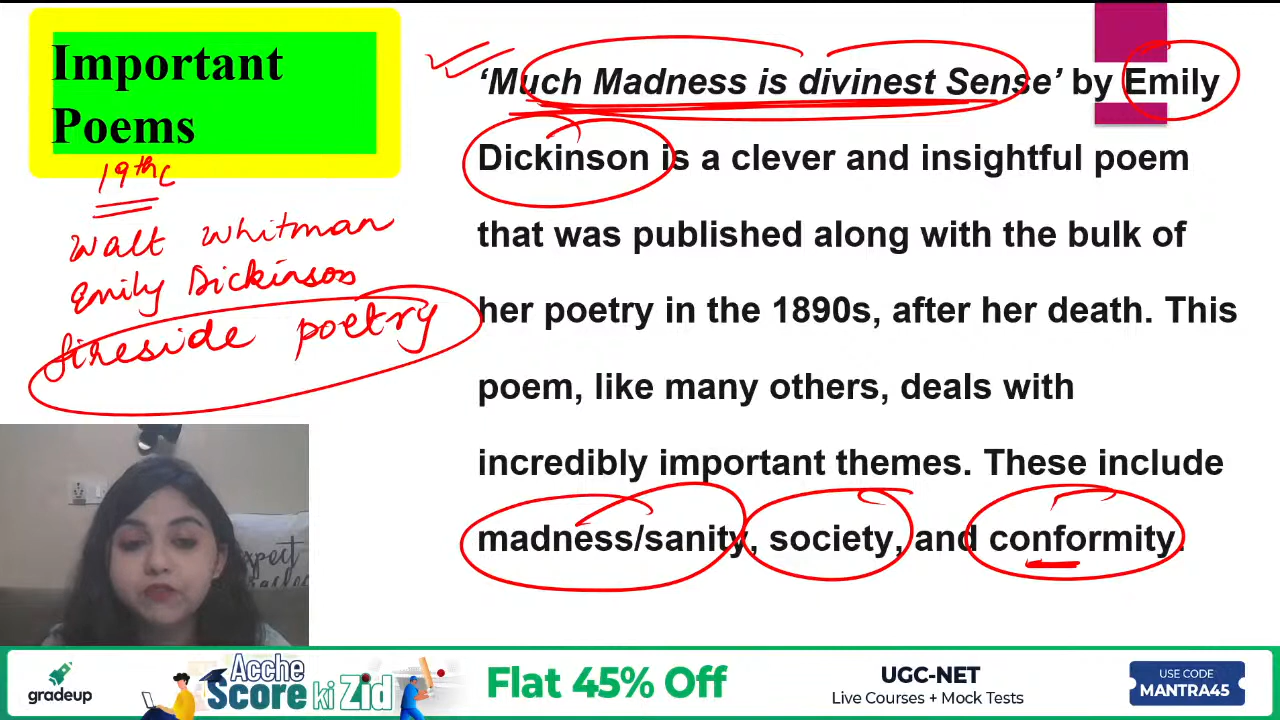 Important
Poems
19th C
Walt Whitman
Emily Dickinson
fireside poetry
‘Much Madness is divinest Sense’ by Emily
Dickinson is a clever and insightful poem
that was published along with the bulk of
her poetry in the 1890s, after her death. This
poem, like many others, deals with
incredibly important themes. These include
madness/sanity, society, and conformity.
expect
gradeup
Acche
Score ki Zid
Flat 45% Off
UGC-NET
Live Courses + Mock Tests
USE CODE
MANTRA45